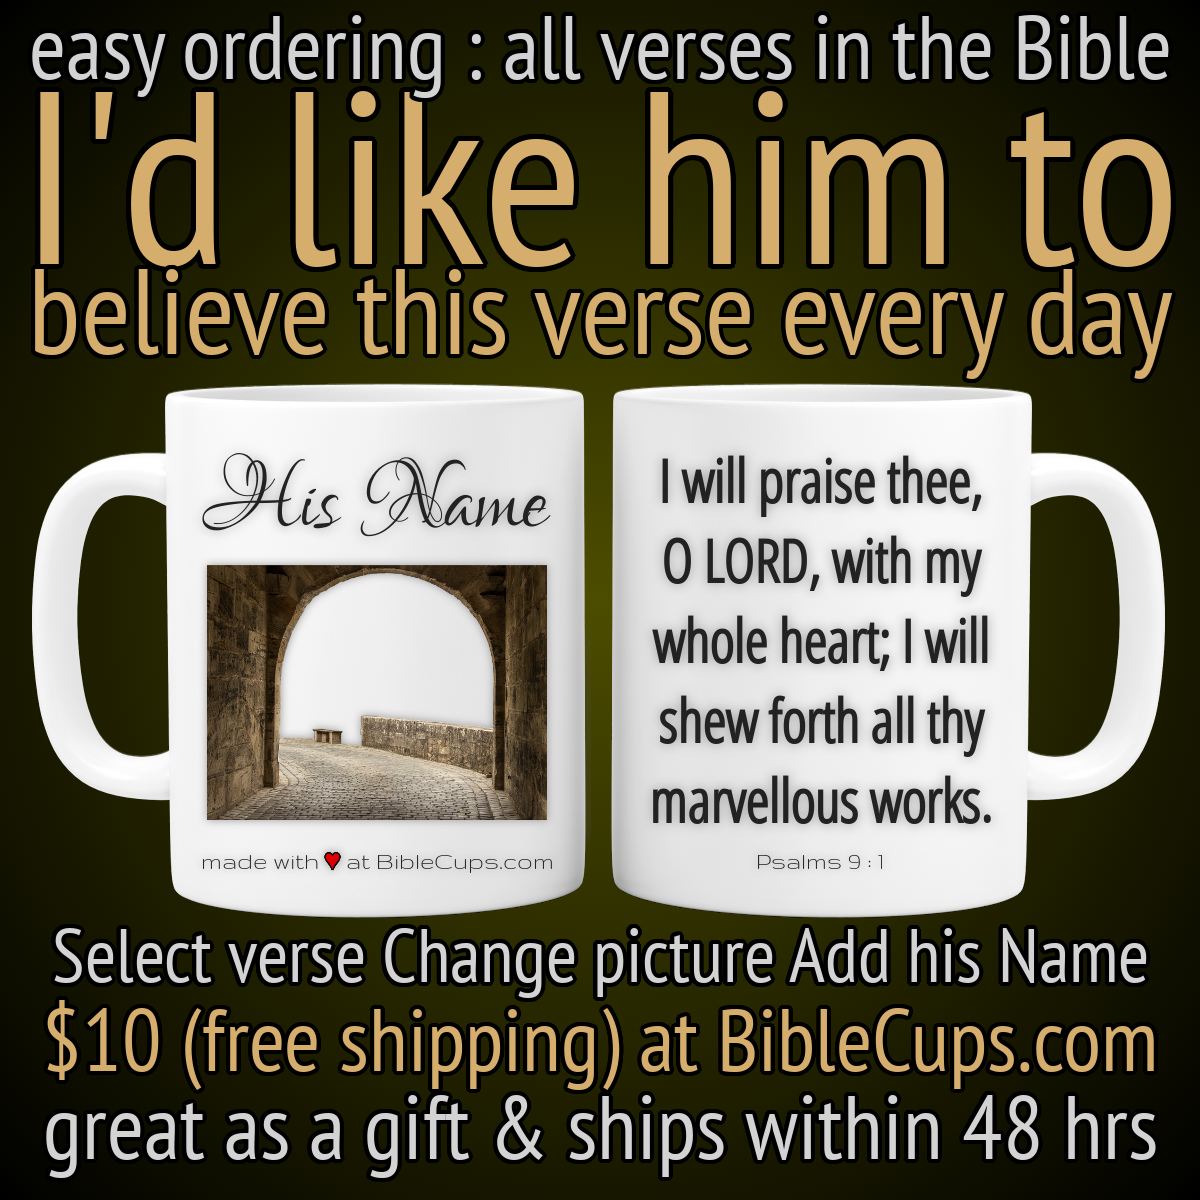 easy ordering : all verses in the Bible
I'd like him to
believe this verse every day
His Name
made with ♥ at BibleCups.com
I will praise thee,
O LORD, with my
whole heart; I will
shew forth all thy
marvellous works.
Psalms 9 : 1
Select verse Change picture Add his Name
$10 (free shipping) at BibleCups.com
great as a gift & ships within 48 hrs